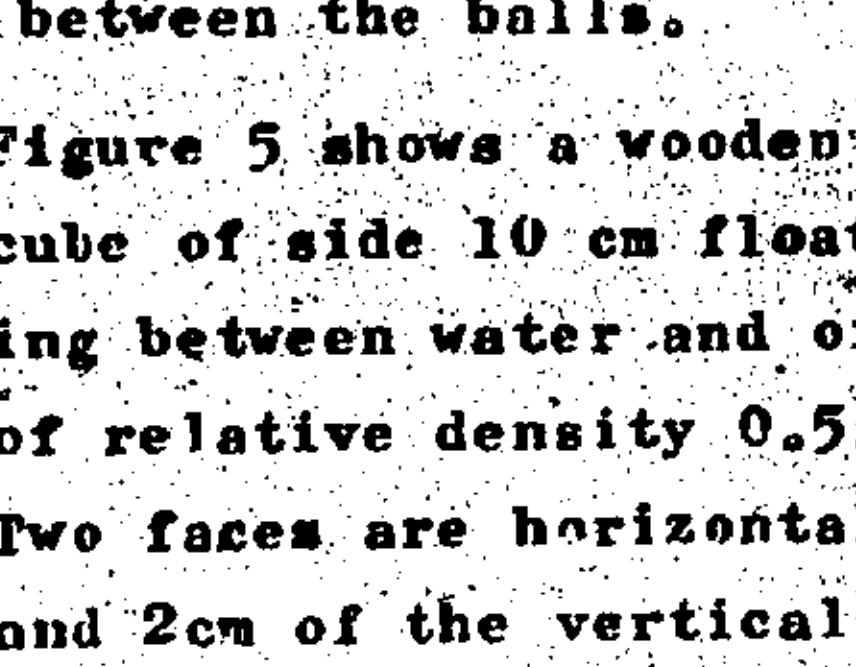 between the balls.
Figure 5 shows a wooden
cube of side 10 cm float
ing between water and o
of relative density 0.5
Two faces are horizonta
and 2cm of the vertical